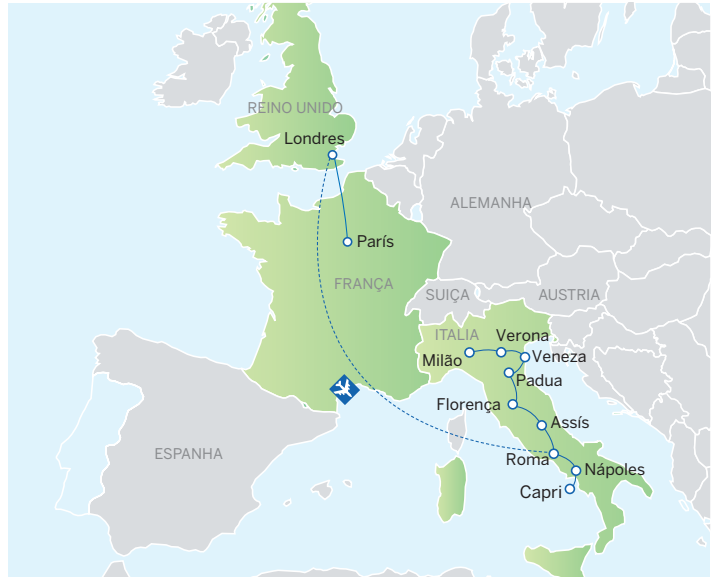 REINO UNIDO
Londres
ALEMANHA
París
FRANÇA
SUIÇA
AUSTRIA
ITALIA
Verona
Milão
Veneza
Padua
Florença
Assís
ESPANHA
Roma
Nápoles
Capri